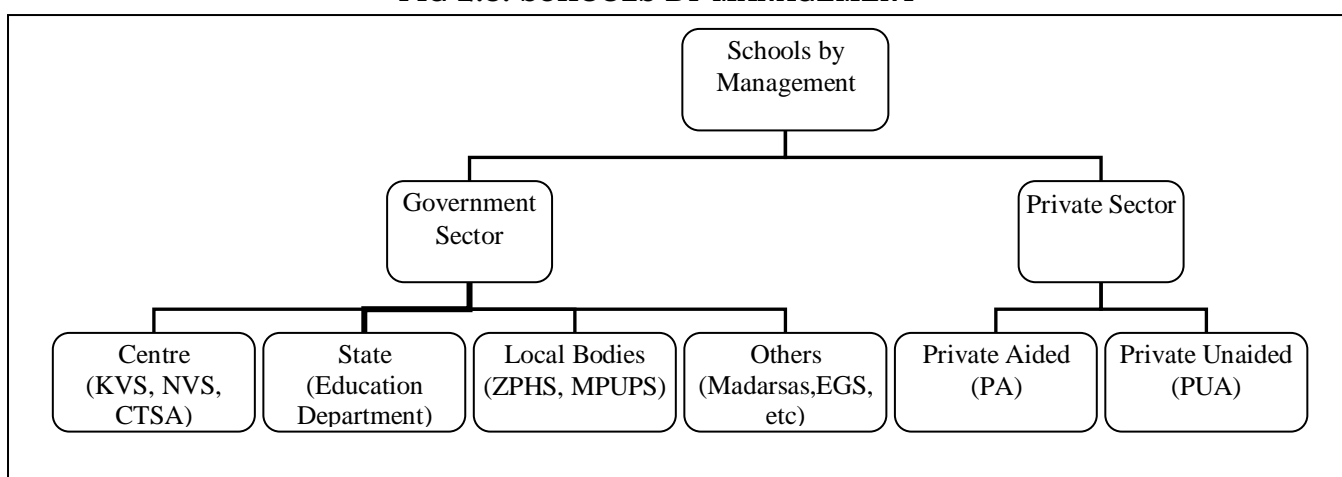 Schools by
Management
Government
Sector
Private Sector
Centre
(KVS, NVS,
CTSA)
State
(Education
Department)
Local Bodies
(ZPHS, MPUPS)
Others
(Madarsas,EGS,
etc)
Private Aided
(PA)
Private Unaided
(PUA)